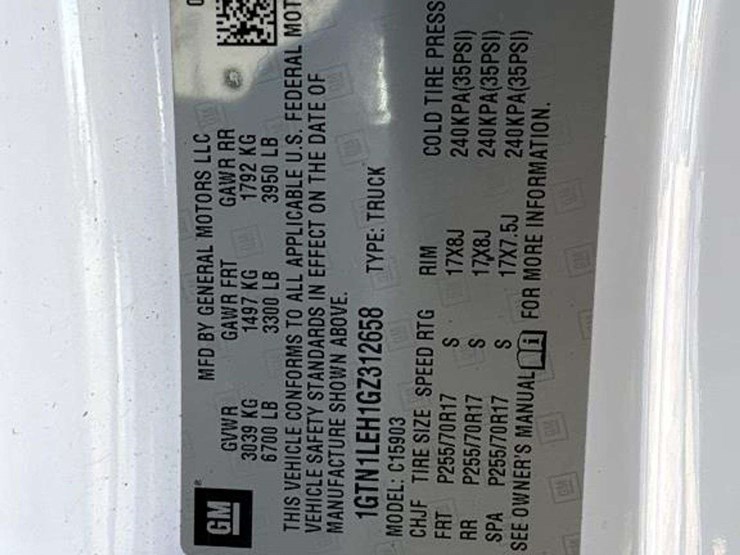 GM
MFD BY GENERAL MOTORS LLC
GVWR GAWR FRT GAWR RR
3039 KG 1497 KG 1792 KG
6700 LB 3300 LB 3950 LB
THIS VEHICLE CONFORMS TO ALL APPLICABLE U.S. FEDERAL MOT
VEHICLE SAFETY STANDARDS IN EFFECT ON THE DATE OF
MANUFACTURE SHOWN ABOVE.
1GTN1LEH1GZ312658 TYPE: TRUCK
MODEL: C15903
CHJF TIRE SIZE SPEED RTG RIM COLD TIRE PRESS
FRT P255/70R17 S 17X8J 240KPA(35PSI)
RR P255/70R17 S 17X8J 240KPA(35PSI)
SPA P255/70R17 S 17X7.5J 240KPA(35PSI)
SEE OWNER'S MANUAL i FOR MORE INFORMATION.